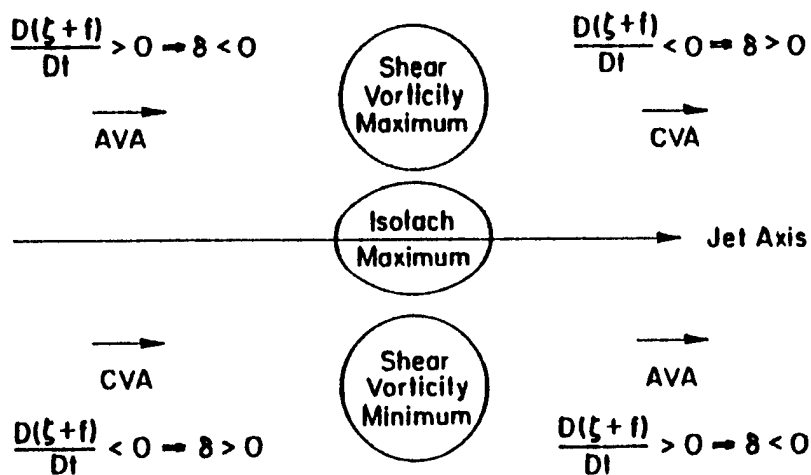 D(ζ+f)/Dt > 0 → δ < 0
AVA
Shear
Vorticity
Maximum
D(ζ+f)/Dt < 0 → δ > 0
CVA
Isotach
Maximum
Jet Axis
CVA
D(ζ+f)/Dt < 0 → δ > 0
Shear
Vorticity
Minimum
AVA
D(ζ+f)/Dt > 0 → δ < 0